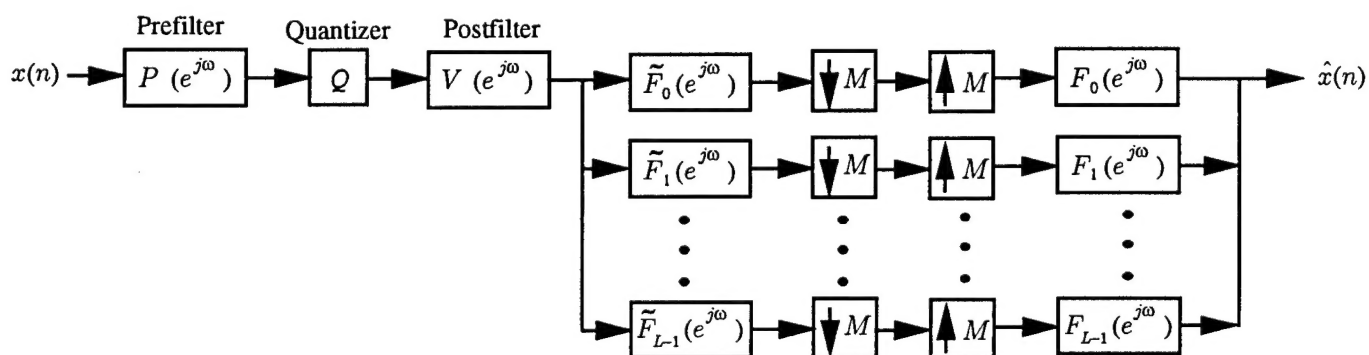 Prefilter Quantizer Postfilter
x(n) P (e^{jω}) Q V (e^{jω}) F̃_0(e^{jω}) M M F_0(e^{jω}) x̂(n)
F̃_1(e^{jω}) M M F_1(e^{jω})
F̃_{L-1}(e^{jω}) M M F_{L-1}(e^{jω})